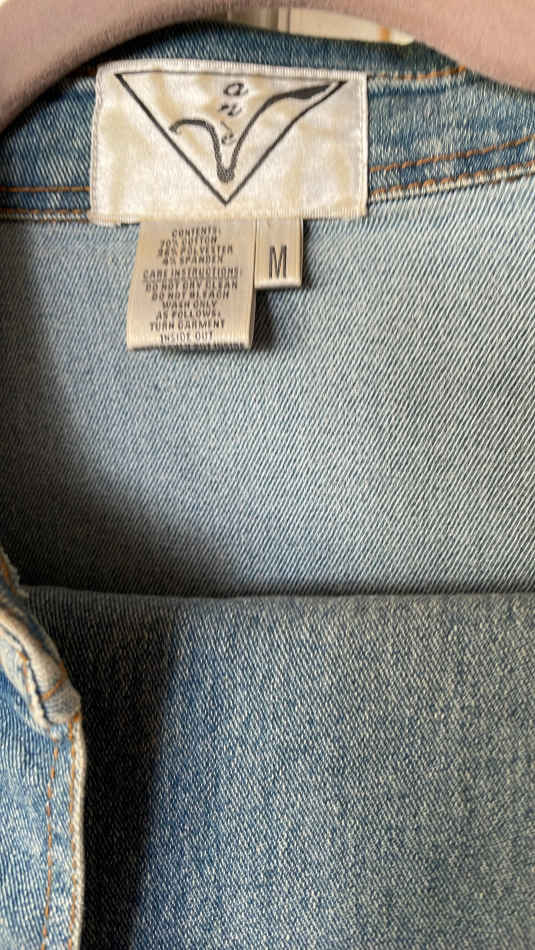 CONTENTS:
70% COTTON
POLYESTER
SPANDEX
CARE INSTRUCTIONS:
DO NOT DRY CLEAN
DO NOT BLEACH
WASH ONLY
AS FOLLOWS:
TURN GARMENT
INSIDE OUT
M